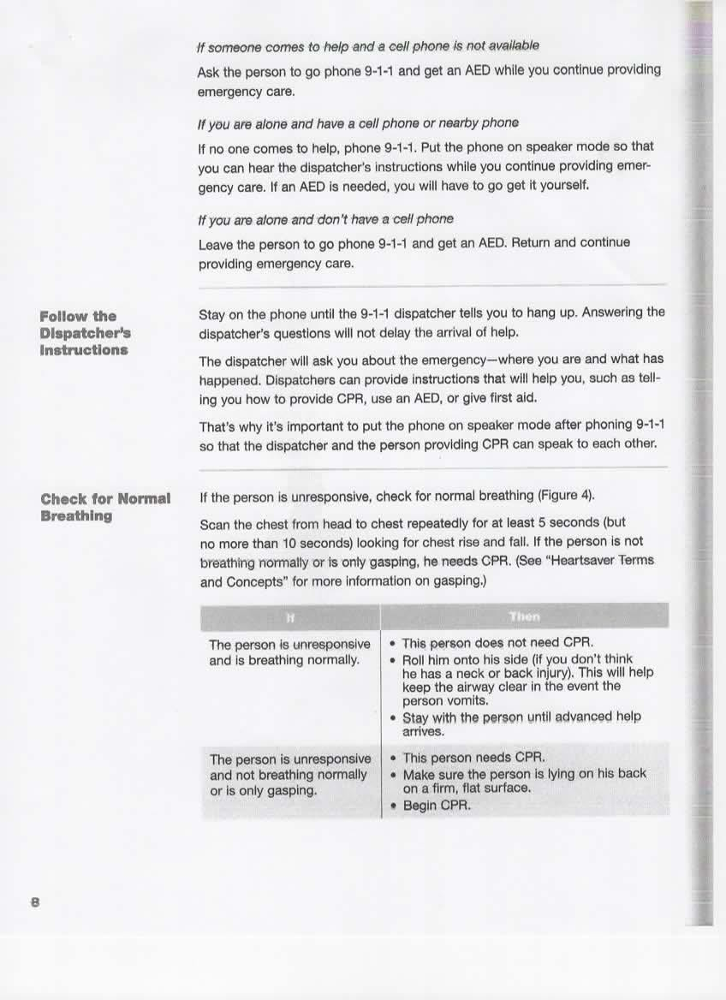 If someone comes to help and a cell phone is not available
Ask the person to go phone 9-1-1 and get an AED while you continue providing
emergency care.
If you are alone and have a cell phone or nearby phone
If no one comes to help, phone 9-1-1. Put the phone on speaker mode so that
you can hear the dispatcher's instructions while you continue providing emer-
gency care. If an AED is needed, you will have to go get it yourself.
If you are alone and don't have a cell phone
Leave the person to go phone 9-1-1 and get an AED. Return and continue
providing emergency care.
Follow the
Dispatcher's
Instructions
Stay on the phone until the 9-1-1 dispatcher tells you to hang up. Answering the
dispatcher's questions will not delay the arrival of help.
The dispatcher will ask you about the emergency—where you are and what has
happened. Dispatchers can provide instructions that will help you, such as tell-
ing you how to provide CPR, use an AED, or give first aid.
That's why it's important to put the phone on speaker mode after phoning 9-1-1
so that the dispatcher and the person providing CPR can speak to each other.
Check for Normal
Breathing
If the person is unresponsive, check for normal breathing (Figure 4).
Scan the chest from head to chest repeatedly for at least 5 seconds (but
no more than 10 seconds) looking for chest rise and fall. If the person is not
breathing normally or is only gasping, he needs CPR. (See "Heartsaver Terms
and Concepts" for more information on gasping.)
If
Then
The person is unresponsive
and is breathing normally.
• This person does not need CPR.
• Roll him onto his side (if you don't think
he has a neck or back injury). This will help
keep the airway clear in the event the
person vomits.
• Stay with the person until advanced help
arrives.
The person is unresponsive
and not breathing normally
or is only gasping.
• This person needs CPR.
• Make sure the person is lying on his back
on a firm, flat surface.
• Begin CPR.
8